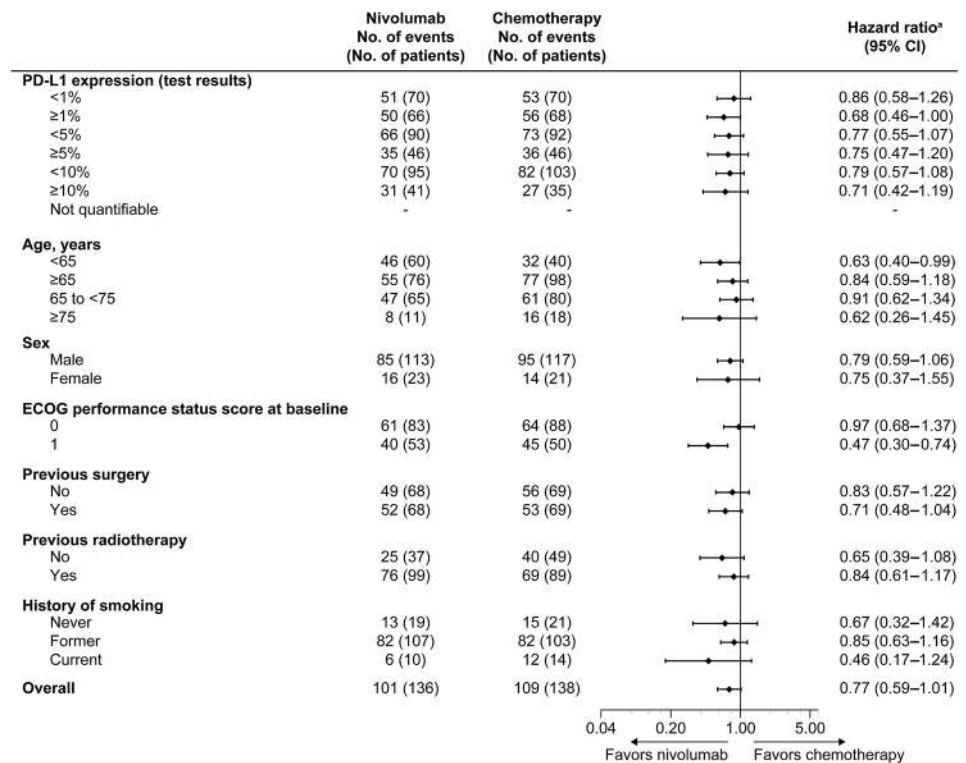 Nivolumab No. of events (No. of patients) Chemotherapy No. of events (No. of patients) Hazard ratioᵃ (95% CI)
PD-L1 expression (test results)
<1% 51 (70) 53 (70) 0.86 (0.58–1.26)
≥1% 50 (66) 56 (68) 0.68 (0.46–1.00)
<5% 66 (90) 73 (92) 0.77 (0.55–1.07)
≥5% 35 (46) 36 (46) 0.75 (0.47–1.20)
<10% 70 (95) 82 (103) 0.79 (0.57–1.08)
≥10% 31 (41) 27 (35) 0.71 (0.42–1.19)
Not quantifiable - - -
Age, years
<65 46 (60) 32 (40) 0.63 (0.40–0.99)
≥65 55 (76) 77 (98) 0.84 (0.59–1.18)
65 to <75 47 (65) 61 (80) 0.91 (0.62–1.34)
≥75 8 (11) 16 (18) 0.62 (0.26–1.45)
Sex
Male 85 (113) 95 (117) 0.79 (0.59–1.06)
Female 16 (23) 14 (21) 0.75 (0.37–1.55)
ECOG performance status score at baseline
0 61 (83) 64 (88) 0.97 (0.68–1.37)
1 40 (53) 45 (50) 0.47 (0.30–0.74)
Previous surgery
No 49 (68) 56 (69) 0.83 (0.57–1.22)
Yes 52 (68) 53 (69) 0.71 (0.48–1.04)
Previous radiotherapy
No 25 (37) 40 (49) 0.65 (0.39–1.08)
Yes 76 (99) 69 (89) 0.84 (0.61–1.17)
History of smoking
Never 13 (19) 15 (21) 0.67 (0.32–1.42)
Former 82 (107) 82 (103) 0.85 (0.63–1.16)
Current 6 (10) 12 (14) 0.46 (0.17–1.24)
Overall 101 (136) 109 (138) 0.77 (0.59–1.01)
0.04 0.20 1.00 5.00
Favors nivolumab Favors chemotherapy